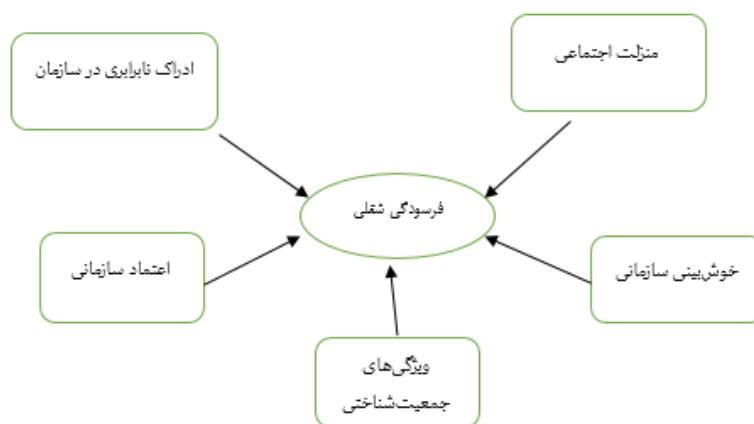 منزلت اجتماعی
ادراک نابرابری در سازمان
فرسودگی شغلی
خوش‌بینی سازمانی
اعتماد سازمانی
ویژگی‌های
جمعیت‌شناختی